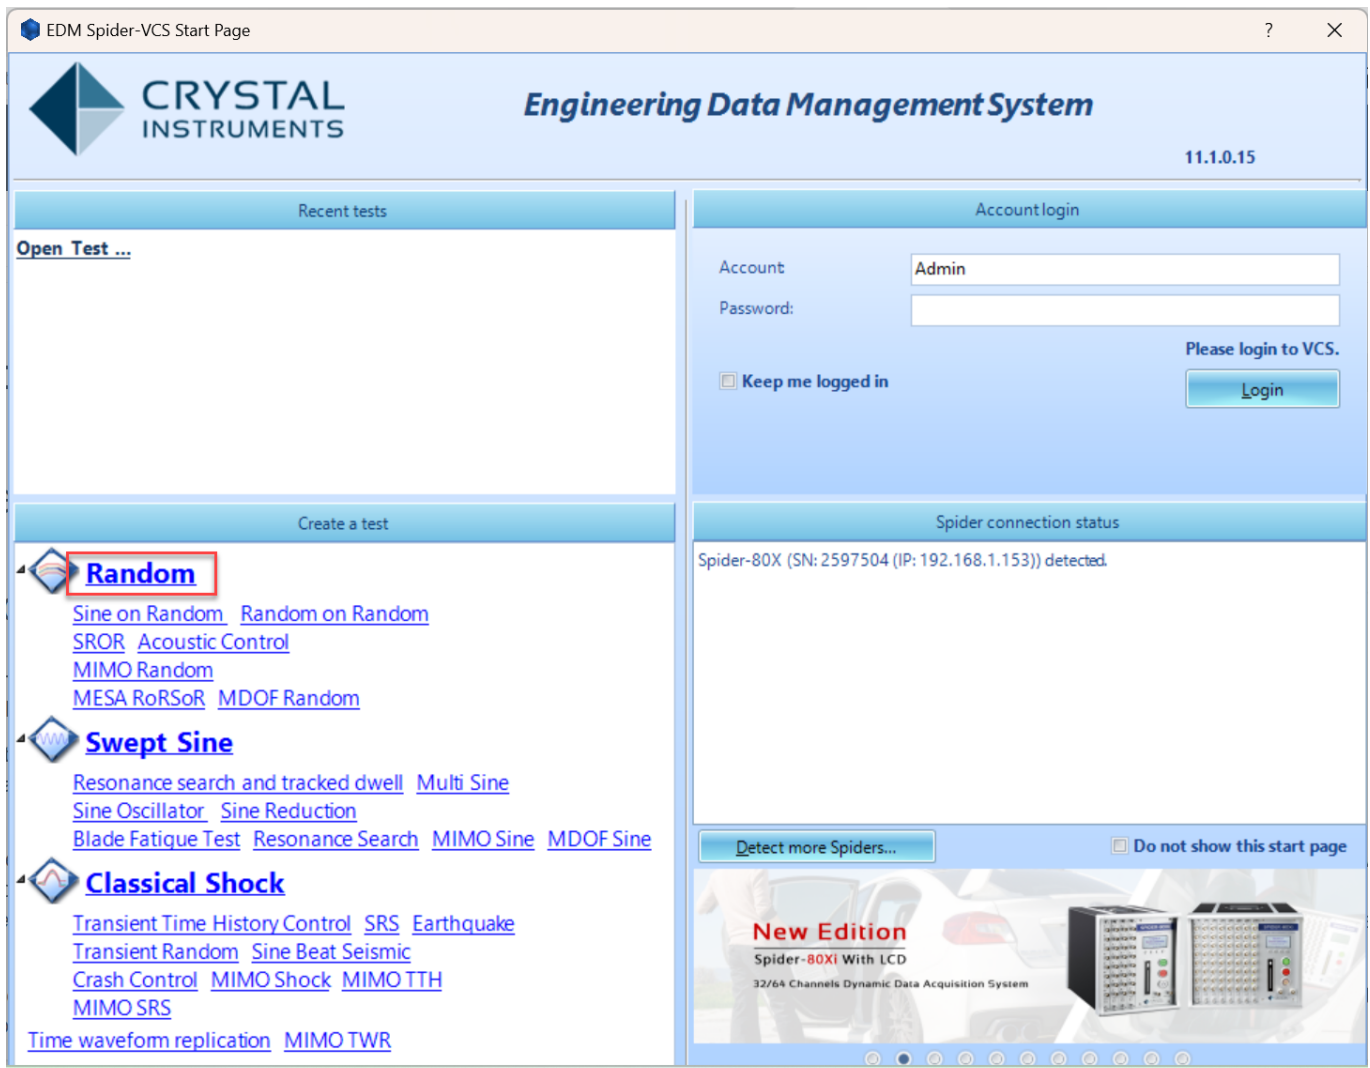 EDM Spider-VCS Start Page
?
CRYSTAL
INSTRUMENTS
Engineering Data Management System
11.1.0.15
Recent tests
Open Test ...
Account login
Account
Admin
Password:
Please login to VCS.
Keep me logged in
Login
Create a test
Random
Sine on Random Random on Random
SROR Acoustic Control
MIMO Random
MESA RoRSoR MDOF Random
Swept Sine
Resonance search and tracked dwell Multi Sine
Sine Oscillator Sine Reduction
Blade Fatigue Test Resonance Search MIMO Sine MDOF Sine
Classical Shock
Transient Time History Control SRS Earthquake
Transient Random Sine Beat Seismic
Crash Control MIMO Shock MIMO TTH
MIMO SRS
Time waveform replication MIMO TWR
Spider connection status
Spider-80X (SN: 2597504 (IP: 192.168.1.153)) detected.
Detect more Spiders...
Do not show this start page
New Edition
Spider-80Xi With LCD
32/64 Channels Dynamic Data Acquisition System